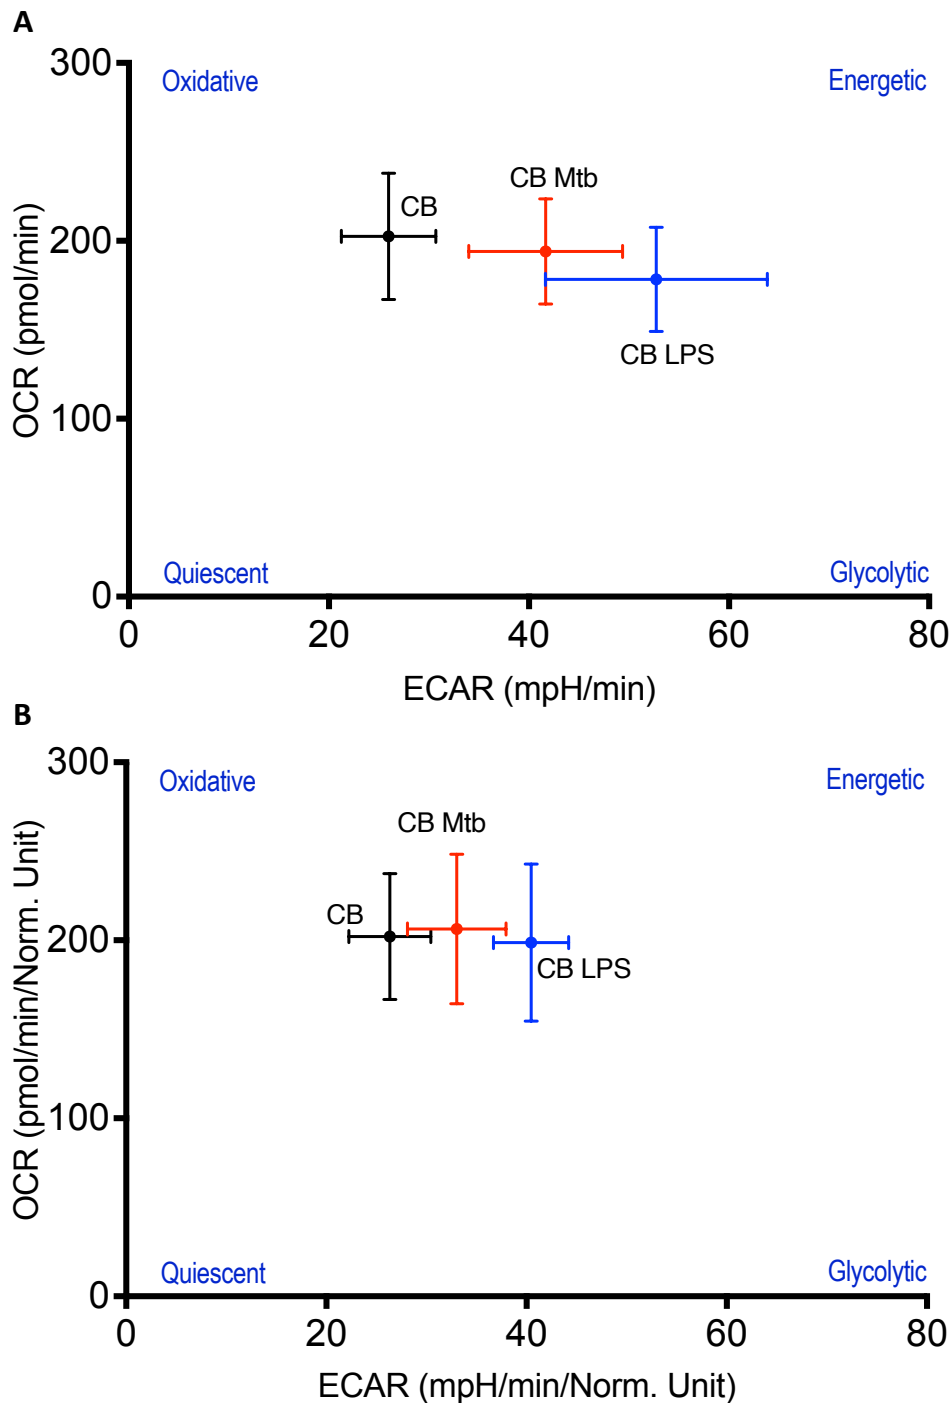 A
300
Oxidative
Energetic
CB Mtb
CB
200
CB LPS
OCR (pmol/min)
100
Quiescent
Glycolytic
0
0 20 40 60 80
ECAR (mpH/min)
B
300
Oxidative
Energetic
CB Mtb
CB
200
CB LPS
OCR (pmol/min/Norm. Unit)
100
Quiescent
Glycolytic
0
0 20 40 60 80
ECAR (mpH/min/Norm. Unit)